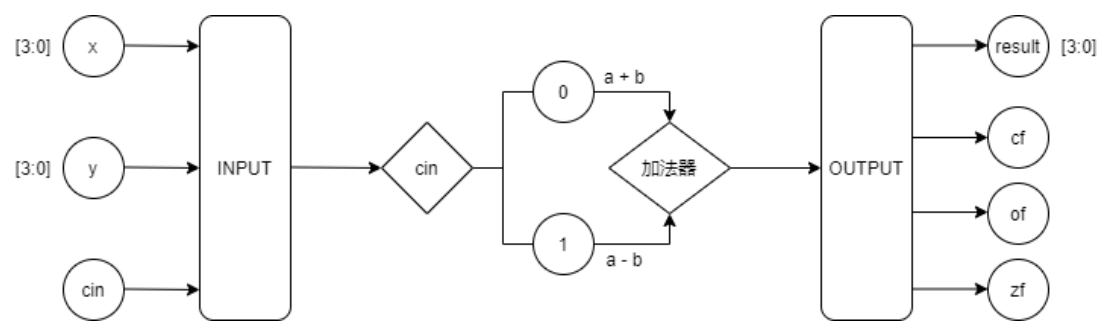 [3:0] x
[3:0] y
cin
INPUT
cin
0
a + b
1
a - b
加法器
OUTPUT
result [3:0]
cf
of
zf